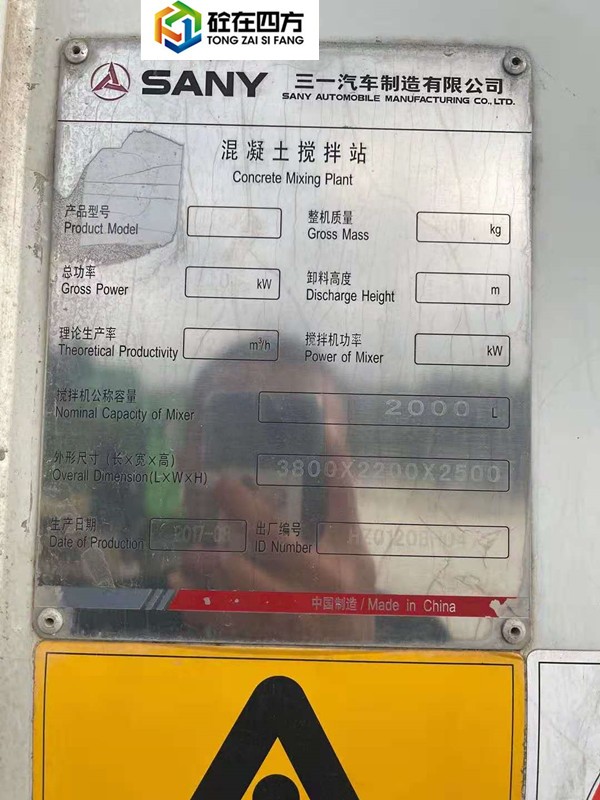 砼在四方
TONG ZAI SI FANG
SANY 三一汽车制造有限公司
SANY AUTOMOBILE MANUFACTURING CO., LTD.
混凝土搅拌站
Concrete Mixing Plant
产品型号
Product Model
整机质量
Gross Mass kg
总功率
Gross Power kW
卸料高度
Discharge Height m
理论生产率
Theoretical Productivity m³/h
搅拌机功率
Power of Mixer kW
搅拌机公称容量
Nominal Capacity of Mixer 2000 L
外形尺寸 (长×宽×高)
Overall Dimension(L×W×H) 3800X2200X2500
生产日期
Date of Production
出厂编号
ID Number
中国制造 / Made in China